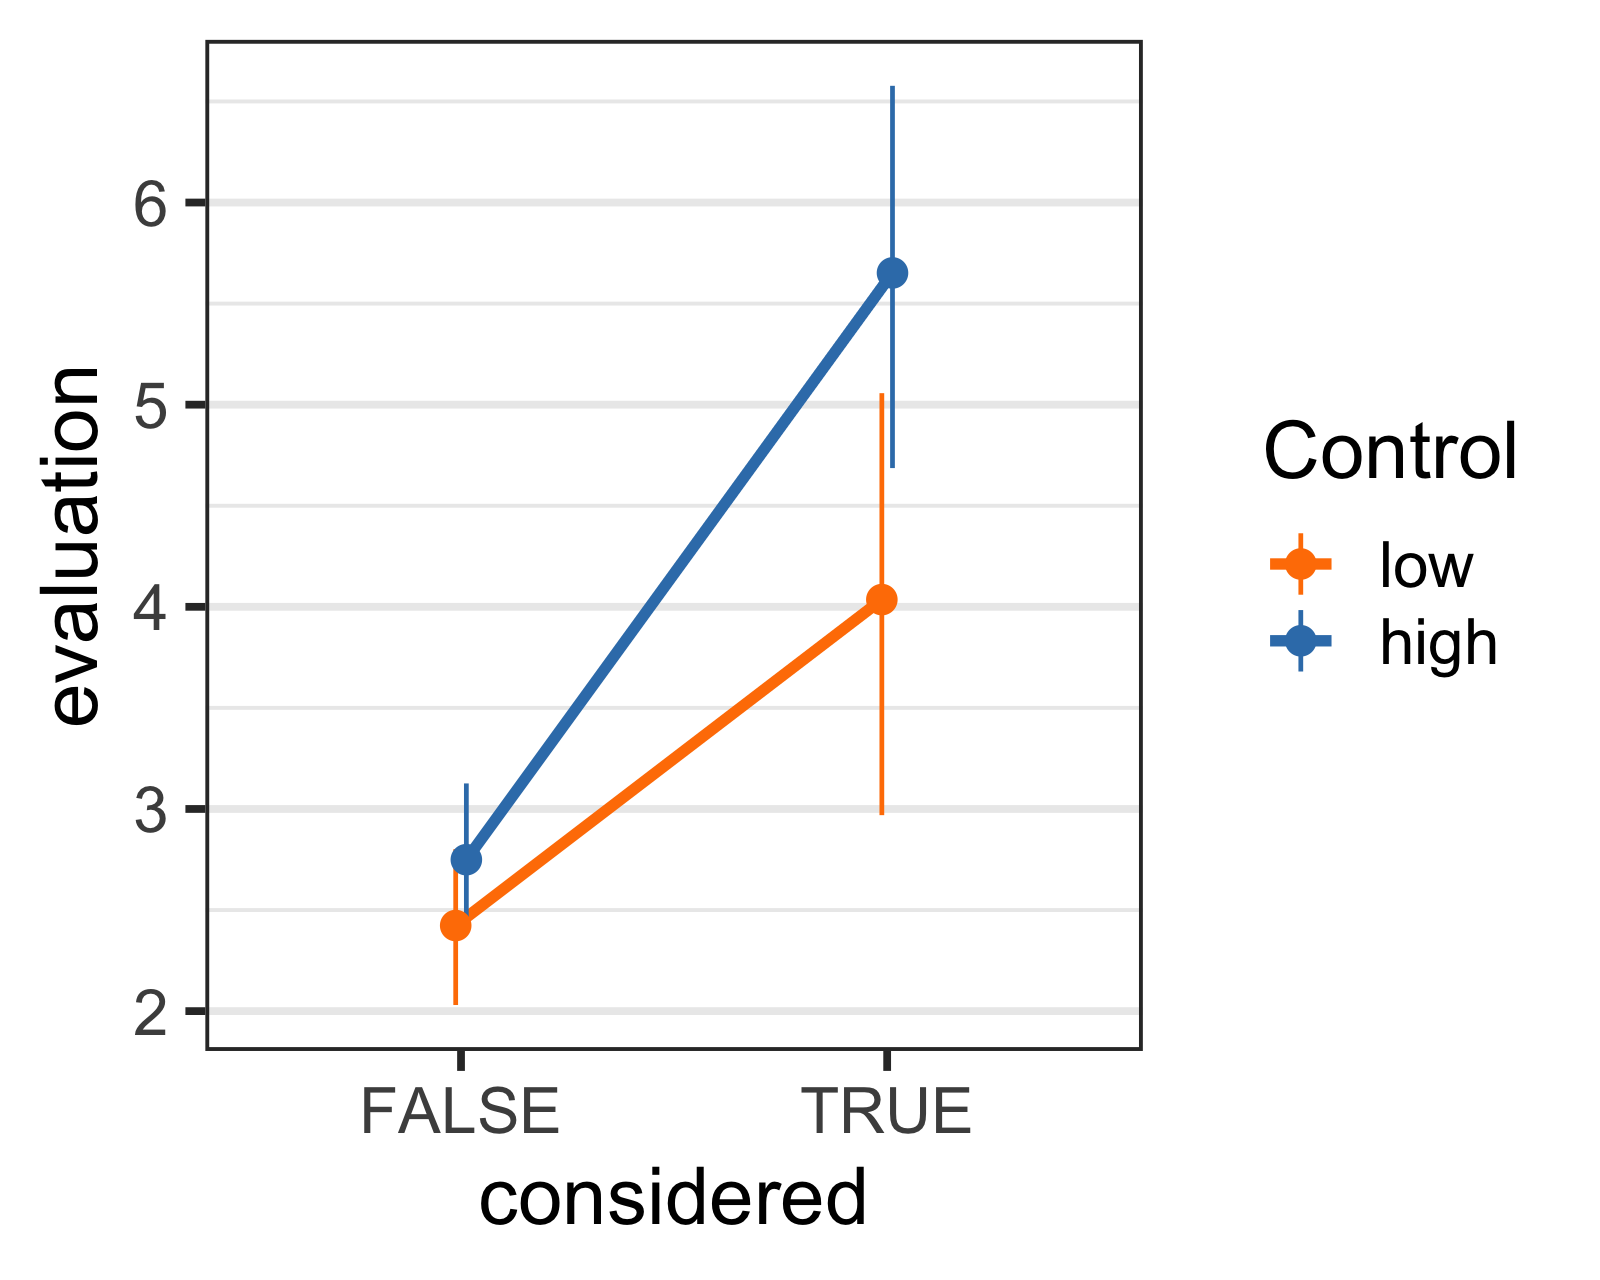 evaluation
6
5
4
3
2
FALSE TRUE
considered
Control
low
high